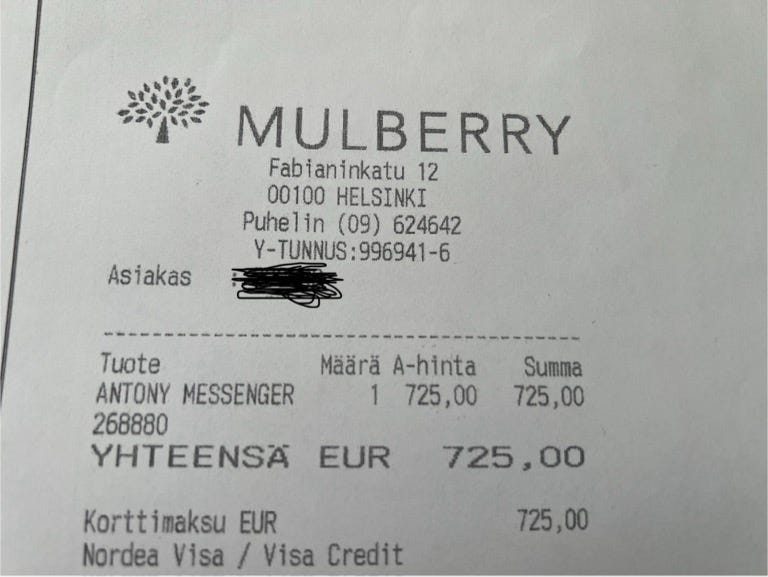 MULBERRY
Fabianinkatu 12
00100 HELSINKI
Puhelin (09) 624642
Y-TUNNUS:996941-6
Asiakas
Tuote Määrä A-hinta Summa
ANTONY MESSENGER 1 725,00 725,00
268880
YHTEENSÄ EUR 725,00
Korttimaksu EUR 725,00
Nordea Visa / Visa Credit